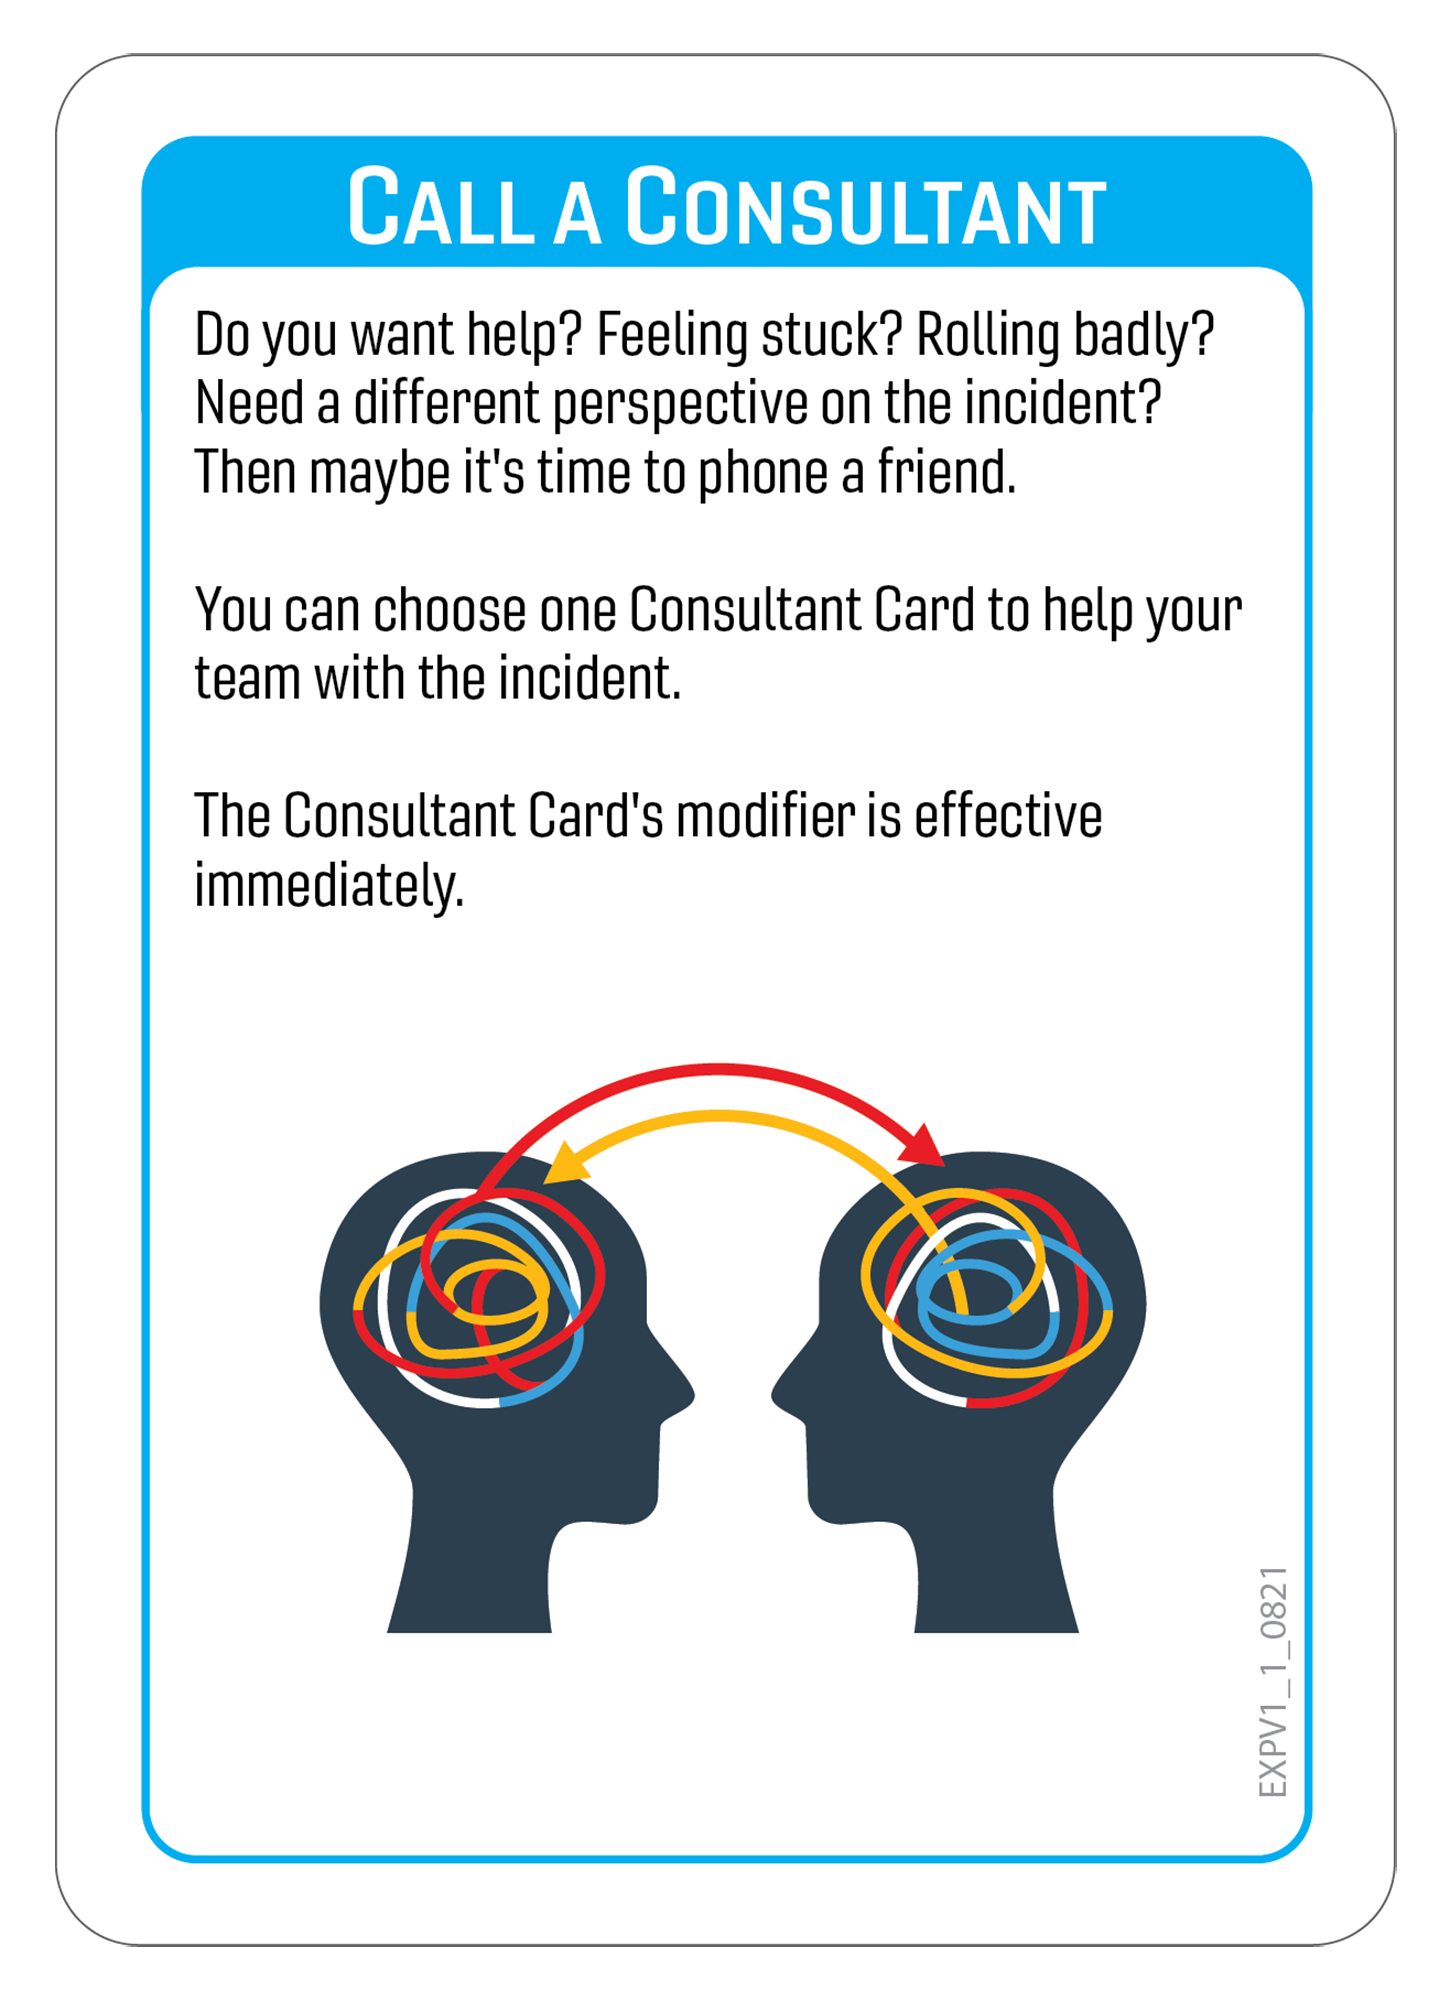 CALL A CONSULTANT
Do you want help? Feeling stuck? Rolling badly?
Need a different perspective on the incident?
Then maybe it's time to phone a friend.
You can choose one Consultant Card to help your
team with the incident.
The Consultant Card's modifier is effective
immediately.
EXPV1_1_0821